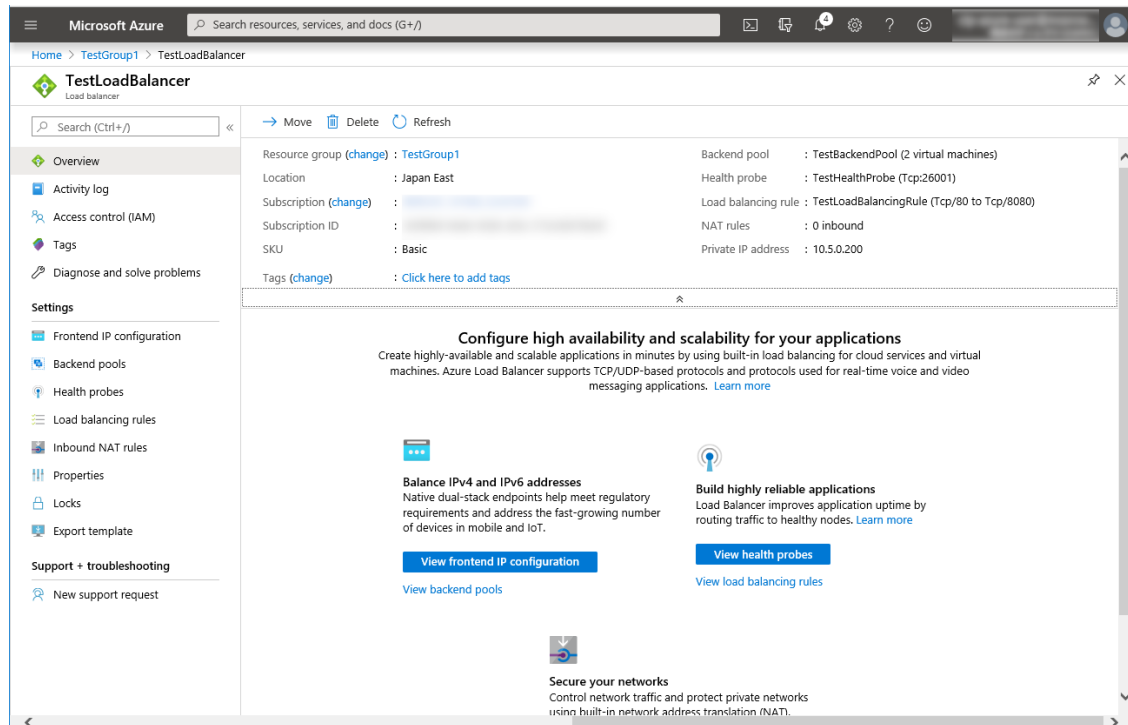 Microsoft Azure
Search resources, services, and docs (G+/)
4
Home > TestGroup1 > TestLoadBalancer
TestLoadBalancer
Load balancer
Search (Ctrl+/)
«
Overview
Activity log
Access control (IAM)
Tags
Diagnose and solve problems
Settings
Frontend IP configuration
Backend pools
Health probes
Load balancing rules
Inbound NAT rules
Properties
Locks
Export template
Support + troubleshooting
New support request
Move Delete Refresh
Resource group (change) : TestGroup1
Location : Japan East
Subscription (change) :
Subscription ID :
SKU : Basic
Tags (change) : Click here to add tags
Backend pool : TestBackendPool (2 virtual machines)
Health probe : TestHealthProbe (Tcp:26001)
Load balancing rule : TestLoadBalancingRule (Tcp/80 to Tcp/8080)
NAT rules : 0 inbound
Private IP address : 10.5.0.200
Configure high availability and scalability for your applications
Create highly-available and scalable applications in minutes by using built-in load balancing for cloud services and virtual
machines. Azure Load Balancer supports TCP/UDP-based protocols and protocols used for real-time voice and video
messaging applications. Learn more
Balance IPv4 and IPv6 addresses
Native dual-stack endpoints help meet regulatory
requirements and address the fast-growing number
of devices in mobile and IoT.
View frontend IP configuration
View backend pools
Build highly reliable applications
Load Balancer improves application uptime by
routing traffic to healthy nodes. Learn more
View health probes
View load balancing rules
Secure your networks
Control network traffic and protect private networks
using built-in network address translation (NAT).